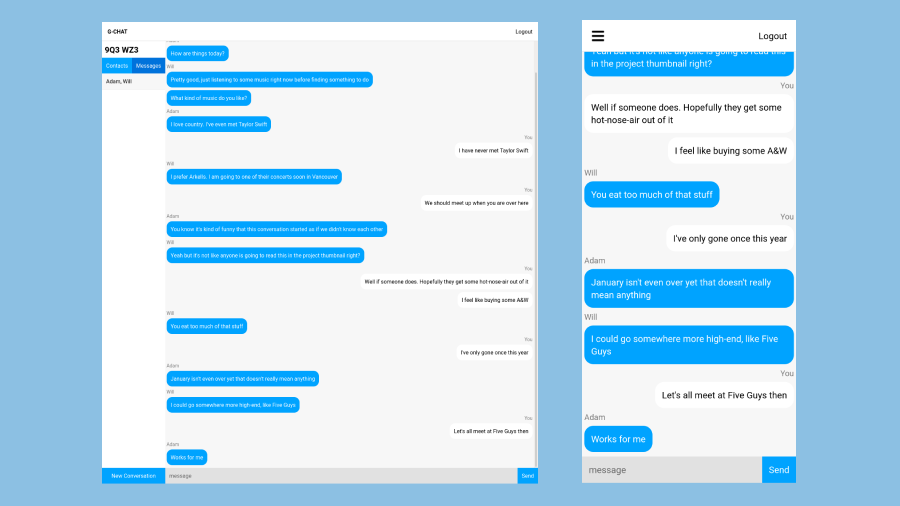 G-CHAT
Logout
9Q3 WZ3
Contacts
Messages
Adam, Will
Adam
How are things today?
Will
Pretty good, just listening to some music right now before finding something to do
What kind of music do you like?
Adam
I love country. I've even met Taylor Swift
You
I have never met Taylor Swift
Will
I prefer Arkells. I am going to one of their concerts soon in Vancouver
You
We should meet up when you are over here
Adam
You know it's kind of funny that this conversation started as if we didn't know each other
Will
Yeah but it's not like anyone is going to read this in the project thumbnail right?
You
Well if someone does. Hopefully they get some hot-nose-air out of it
I feel like buying some A&W
Will
You eat too much of that stuff
You
I've only gone once this year
Adam
January isn't even over yet that doesn't really mean anything
Will
I could go somewhere more high-end, like Five Guys
You
Let's all meet at Five Guys then
Adam
Works for me
New Conversation
message
Send
Logout
Yeah but it's not like anyone is going to read this
in the project thumbnail right?
You
Well if someone does. Hopefully they get some
hot-nose-air out of it
I feel like buying some A&W
Will
You eat too much of that stuff
You
I've only gone once this year
Adam
January isn't even over yet that doesn't really
mean anything
Will
I could go somewhere more high-end, like Five
Guys
You
Let's all meet at Five Guys then
Adam
Works for me
message
Send